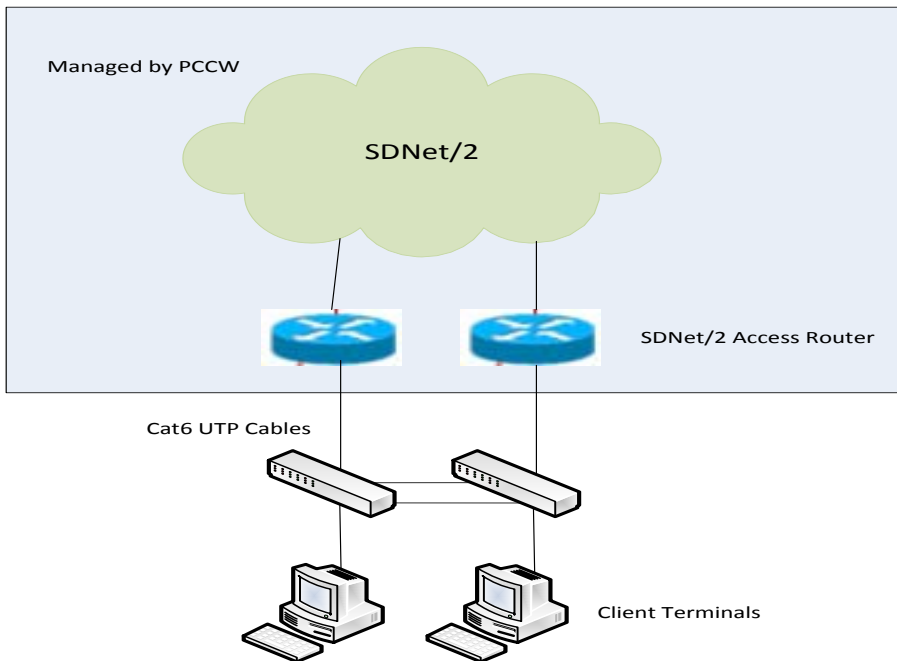 Managed by PCCW
SDNet/2
SDNet/2 Access Router
Cat6 UTP Cables
Client Terminals